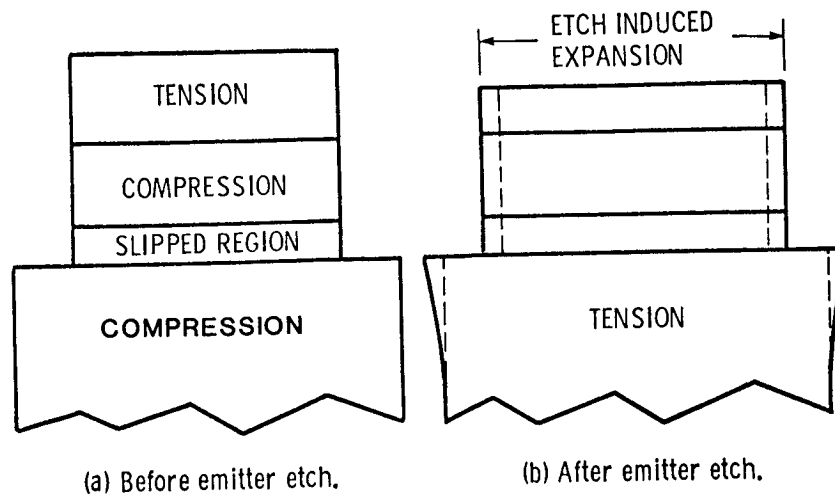 ETCH INDUCED
EXPANSION
TENSION
COMPRESSION
SLIPPED REGION
COMPRESSION
TENSION
(a) Before emitter etch.
(b) After emitter etch.